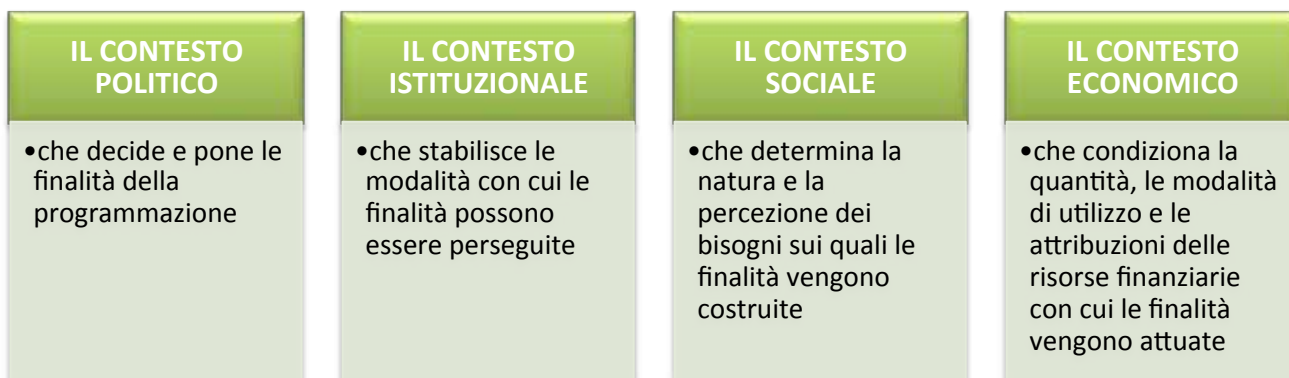 IL CONTESTO
POLITICO
•che decide e pone le
finalità della
programmazione
IL CONTESTO
ISTITUZIONALE
•che stabilisce le
modalità con cui le
finalità possono
essere perseguite
IL CONTESTO
SOCIALE
•che determina la
natura e la
percezione dei
bisogni sui quali le
finalità vengono
costruite
IL CONTESTO
ECONOMICO
•che condiziona la
quantità, le modalità
di utilizzo e le
attribuzioni delle
risorse finanziarie
con cui le finalità
vengono attuate